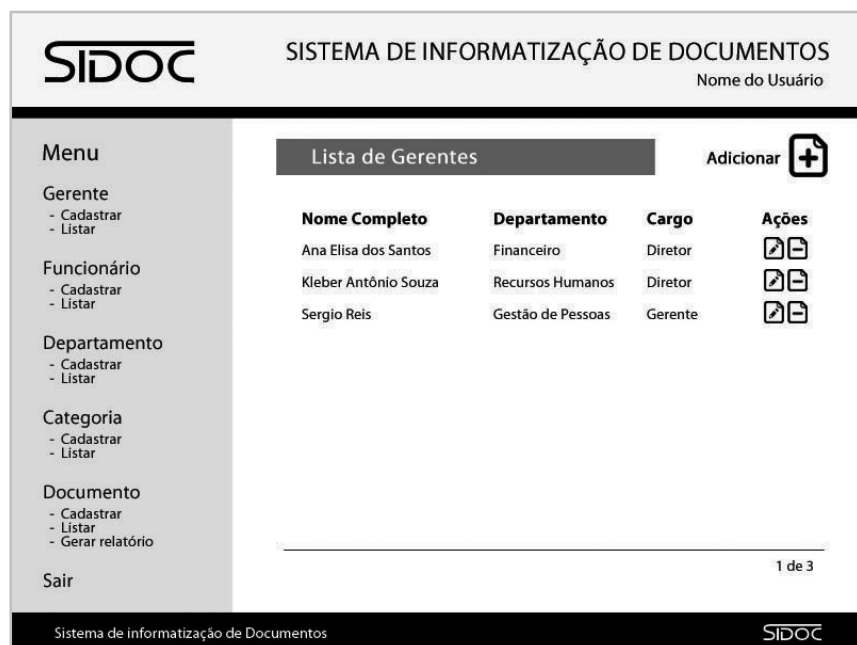 SIDOC
SISTEMA DE INFORMATIZAÇÃO DE DOCUMENTOS
Nome do Usuário
Menu
Gerente
- Cadastrar
- Listar
Funcionário
- Cadastrar
- Listar
Departamento
- Cadastrar
- Listar
Categoria
- Cadastrar
- Listar
Documento
- Cadastrar
- Listar
- Gerar relatório
Sair
Lista de Gerentes
Adicionar
Nome Completo Departamento Cargo Ações
Ana Elisa dos Santos Financeiro Diretor
Kleber Antônio Souza Recursos Humanos Diretor
Sergio Reis Gestão de Pessoas Gerente
1 de 3
Sistema de informatização de Documentos
SIDOC